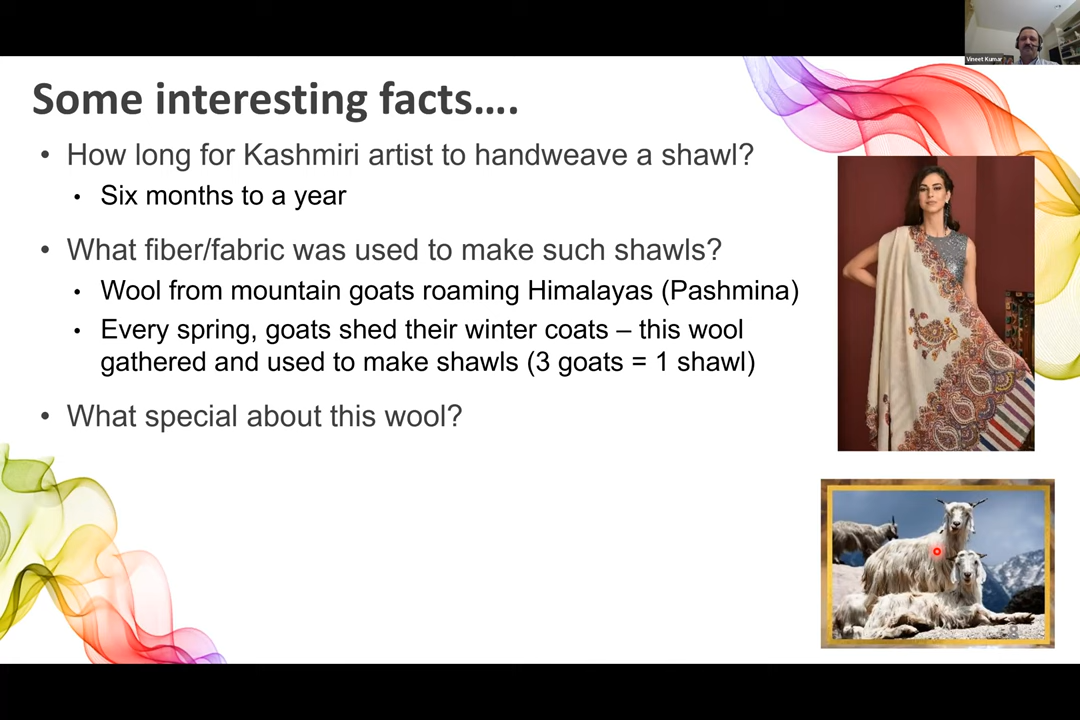 Vineet Kumar
Some interesting facts….
• How long for Kashmiri artist to handweave a shawl?
• Six months to a year
• What fiber/fabric was used to make such shawls?
• Wool from mountain goats roaming Himalayas (Pashmina)
• Every spring, goats shed their winter coats – this wool
gathered and used to make shawls (3 goats = 1 shawl)
• What special about this wool?